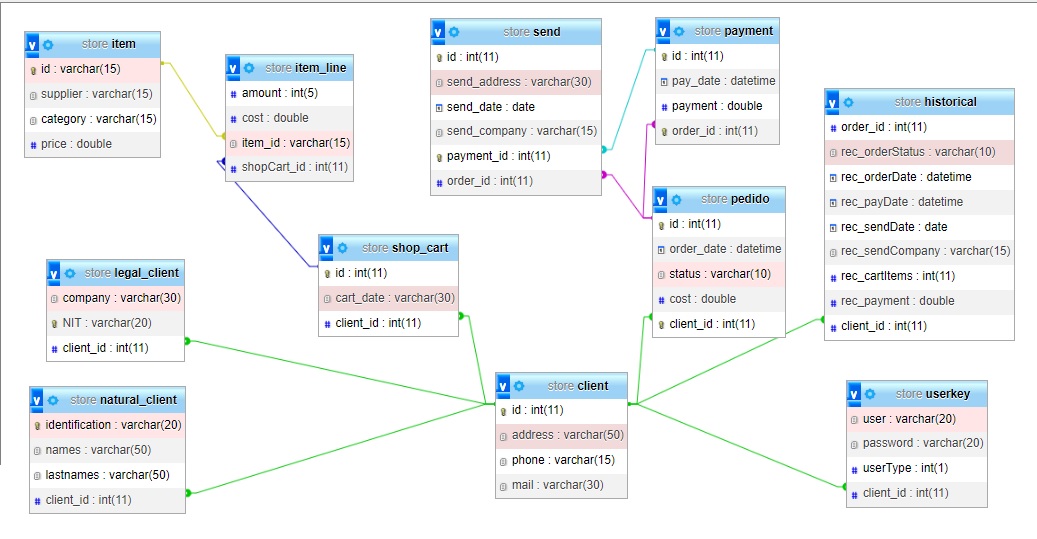 store item
id : varchar(15)
supplier : varchar(15)
category : varchar(15)
price : double
store item_line
amount : int(5)
cost : double
item_id : varchar(15)
shopCart_id : int(11)
store send
id : int(11)
send_address : varchar(30)
send_date : date
send_company : varchar(15)
payment_id : int(11)
order_id : int(11)
store payment
id : int(11)
pay_date : datetime
payment : double
order_id : int(11)
store historical
order_id : int(11)
rec_orderStatus : varchar(10)
rec_orderDate : datetime
rec_payDate : datetime
rec_sendDate : date
rec_sendCompany : varchar(15)
rec_cartItems : int(11)
rec_payment : double
client_id : int(11)
store pedido
id : int(11)
order_date : datetime
status : varchar(10)
cost : double
client_id : int(11)
store shop_cart
id : int(11)
cart_date : varchar(30)
client_id : int(11)
store legal_client
company : varchar(30)
NIT : varchar(20)
client_id : int(11)
store natural_client
identification : varchar(20)
names : varchar(50)
lastnames : varchar(50)
client_id : int(11)
store client
id : int(11)
address : varchar(50)
phone : varchar(15)
mail : varchar(30)
store userkey
user : varchar(20)
password : varchar(20)
userType : int(1)
client_id : int(11)